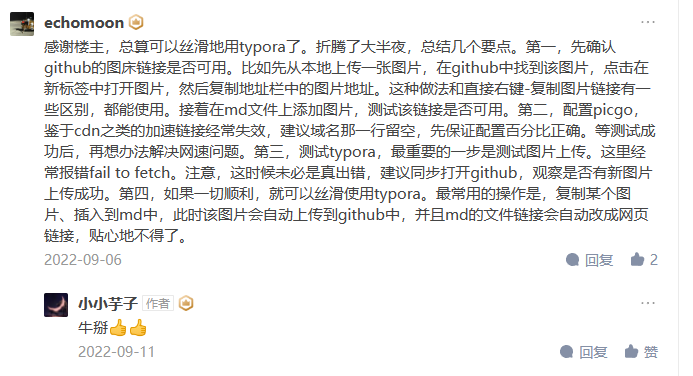 echomoon
感谢楼主，总算可以丝滑地用typora了。折腾了大半夜，总结几个要点。第一，先确认
github的图床链接是否可用。比如先从本地上传一张图片，在github中找到该图片，点击在
新标签中打开图片，然后复制地址栏中的图片地址。这种做法和直接右键-复制图片链接有一
些区别，都能使用。接着在md文件上添加图片，测试该链接是否可用。第二，配置picgo，
鉴于cdn之类的加速链接经常失效，建议域名那一行留空，先保证配置百分比正确。等测试成
功后，再想办法解决网速问题。第三，测试typora，最重要的一步是测试图片上传。这里经
常报错fail to fetch。注意，这时候未必是真出错，建议同步打开github，观察是否有新图片
上传成功。第四，如果一切顺利，就可以丝滑使用typora。最常用的操作是，复制某个图
片、插入到md中，此时该图片会自动上传到github中，并且md的文件链接会自动改成网页
链接，贴心地不得了。
2022-09-06 回复 2
小小芋子 作者
牛掰👍👍
2022-09-11 回复 赞